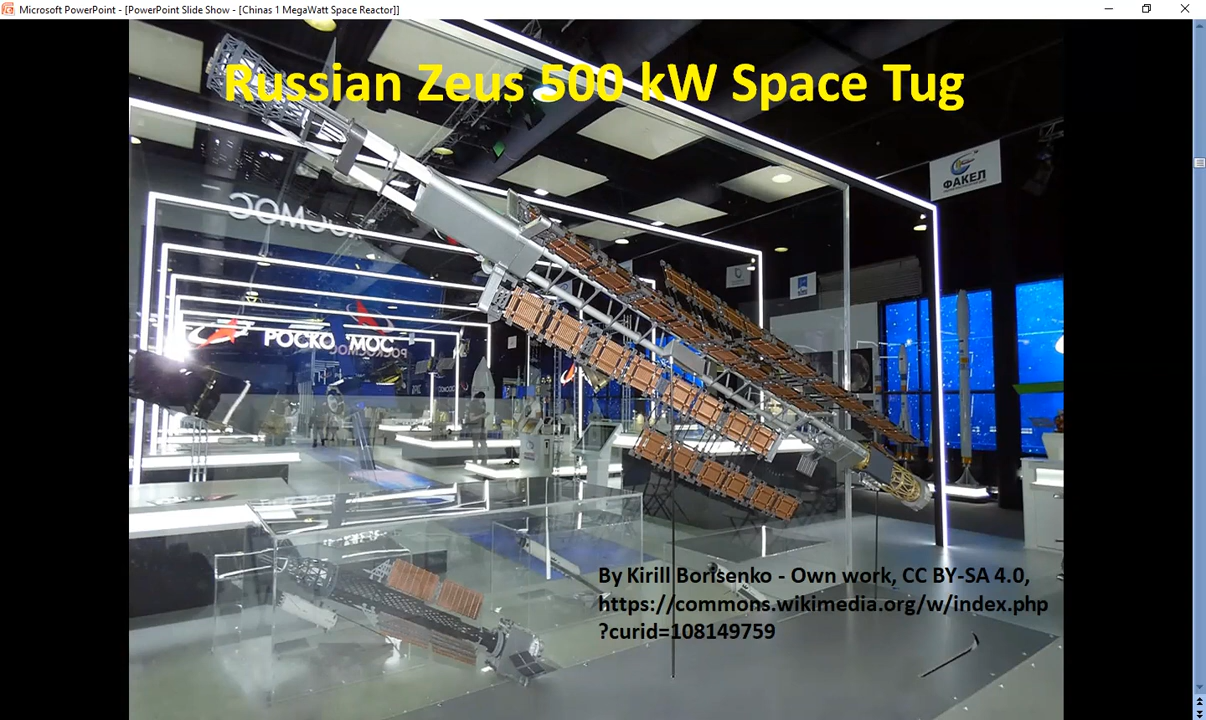 Microsoft PowerPoint - [PowerPoint Slide Show - [Chinas 1 MegaWatt Space Reactor]]
Russian Zeus 500 kW Space Tug
ФАКЕЛ
РОСКОСМОС
By Kirill Borisenko - Own work, CC BY-SA 4.0,
https://commons.wikimedia.org/w/index.php
?curid=108149759